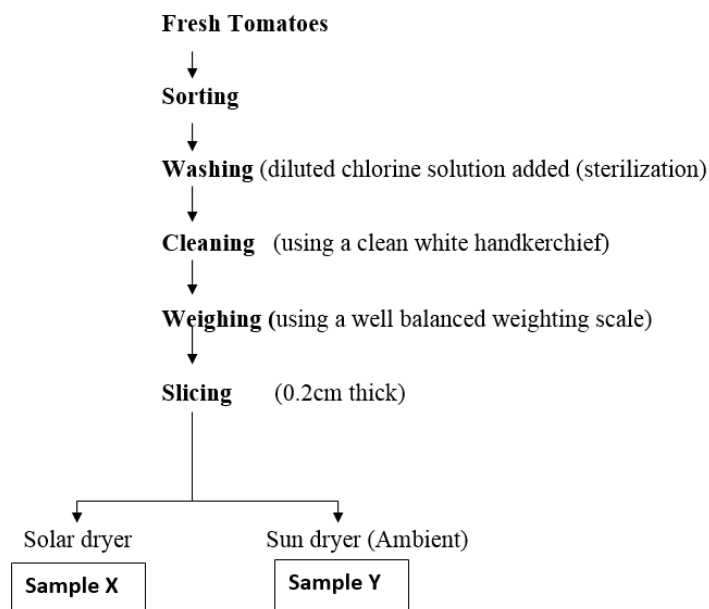 Fresh Tomatoes
Sorting
Washing (diluted chlorine solution added (sterilization)
Cleaning (using a clean white handkerchief)
Weighing (using a well balanced weighting scale)
Slicing (0.2cm thick)
Solar dryer Sun dryer (Ambient)
Sample X Sample Y